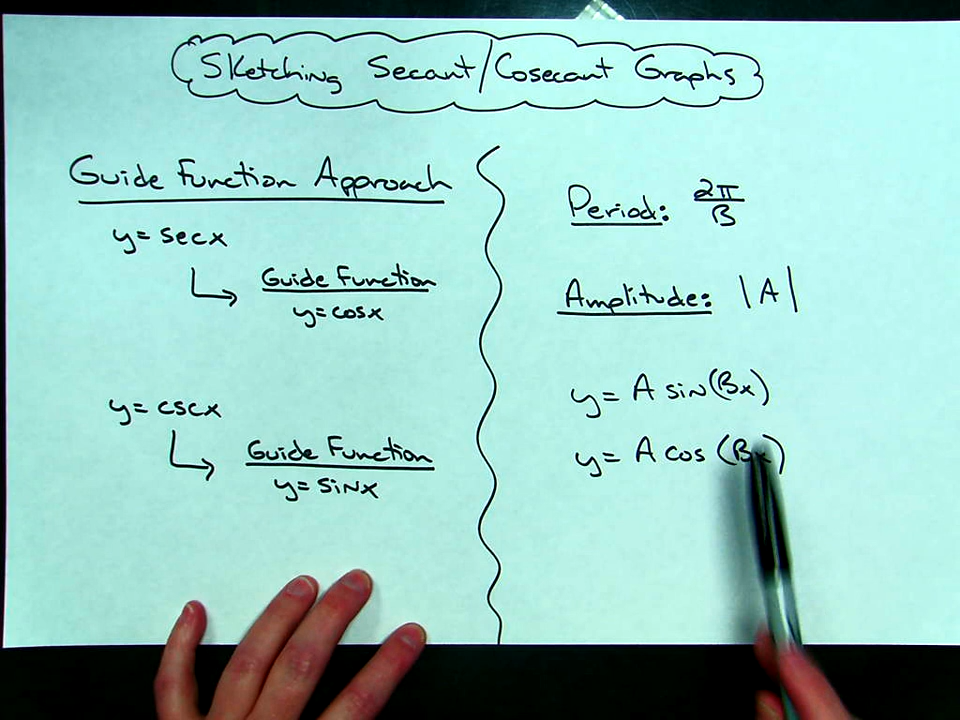 Sketching Secant/Cosecant Graphs
Guide Function Approach
y = secx
Guide Function
y = cosx
y = cscx
Guide Function
y = sinx
Period: 2π/B
Amplitude: |A|
y = A sin(Bx)
y = A cos (Bx)